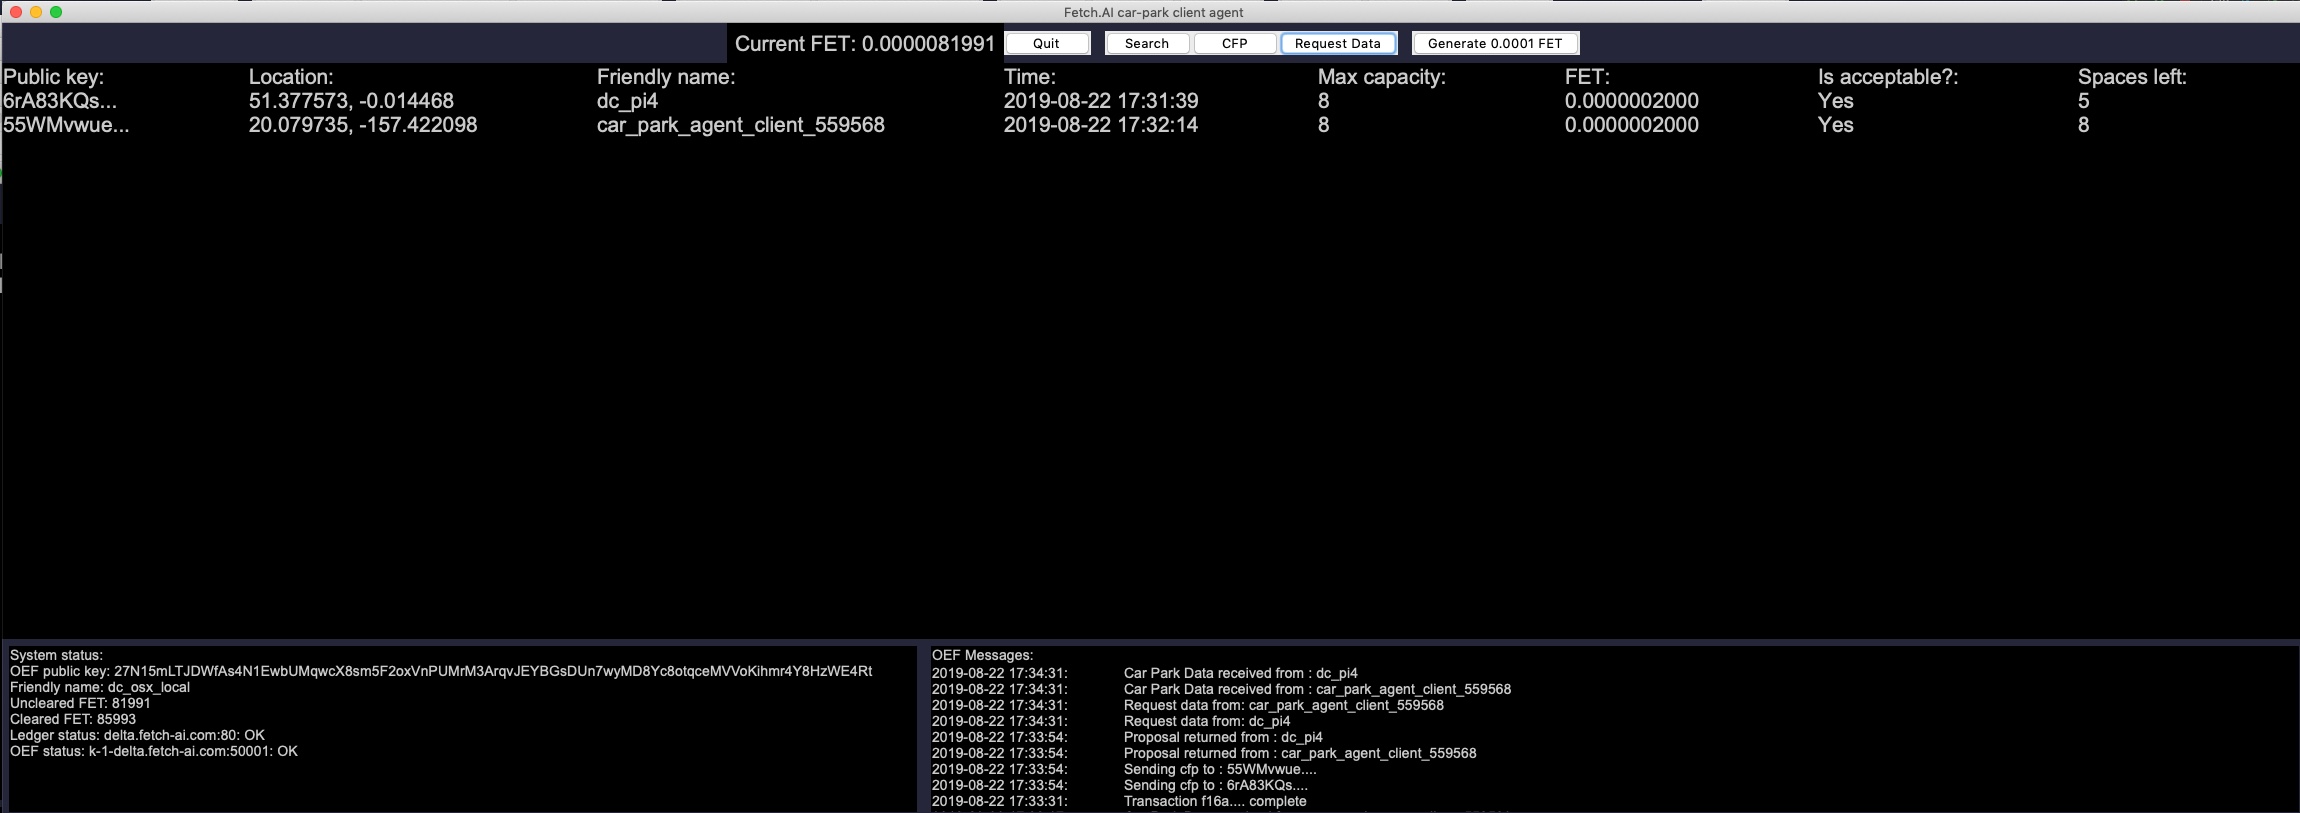 Fetch.AI car-park client agent
Current FET: 0.0000081991 Quit Search CFP Request Data Generate 0.0001 FET
Public key: Location: Friendly name: Time: Max capacity: FET: Is acceptable?: Spaces left:
6rA83KQs... 51.377573, -0.014468 dc_pi4 2019-08-22 17:31:39 8 0.0000002000 Yes 5
55WMvwue... 20.079735, -157.422098 car_park_agent_client_559568 2019-08-22 17:32:14 8 0.0000002000 Yes 8
System status:
OEF public key: 27N15mLTJDWfAs4N1EwbUMqwcX8sm5F2oxVnPUMrM3ArqvJEYBGsDUn7wyMD8Yc8otqceMVVoKihmr4Y8HzWE4Rt
Friendly name: dc_osx_local
Uncleared FET: 81991
Cleared FET: 85993
Ledger status: delta.fetch-ai.com:80: OK
OEF status: k-1-delta.fetch-ai.com:50001: OK
OEF Messages:
2019-08-22 17:34:31: Car Park Data received from : dc_pi4
2019-08-22 17:34:31: Car Park Data received from : car_park_agent_client_559568
2019-08-22 17:34:31: Request data from: car_park_agent_client_559568
2019-08-22 17:34:31: Request data from: dc_pi4
2019-08-22 17:33:54: Proposal returned from : dc_pi4
2019-08-22 17:33:54: Proposal returned from : car_park_agent_client_559568
2019-08-22 17:33:54: Sending cfp to : 55WMvwue....
2019-08-22 17:33:54: Sending cfp to : 6rA83KQs....
2019-08-22 17:33:31: Transaction f16a.... complete